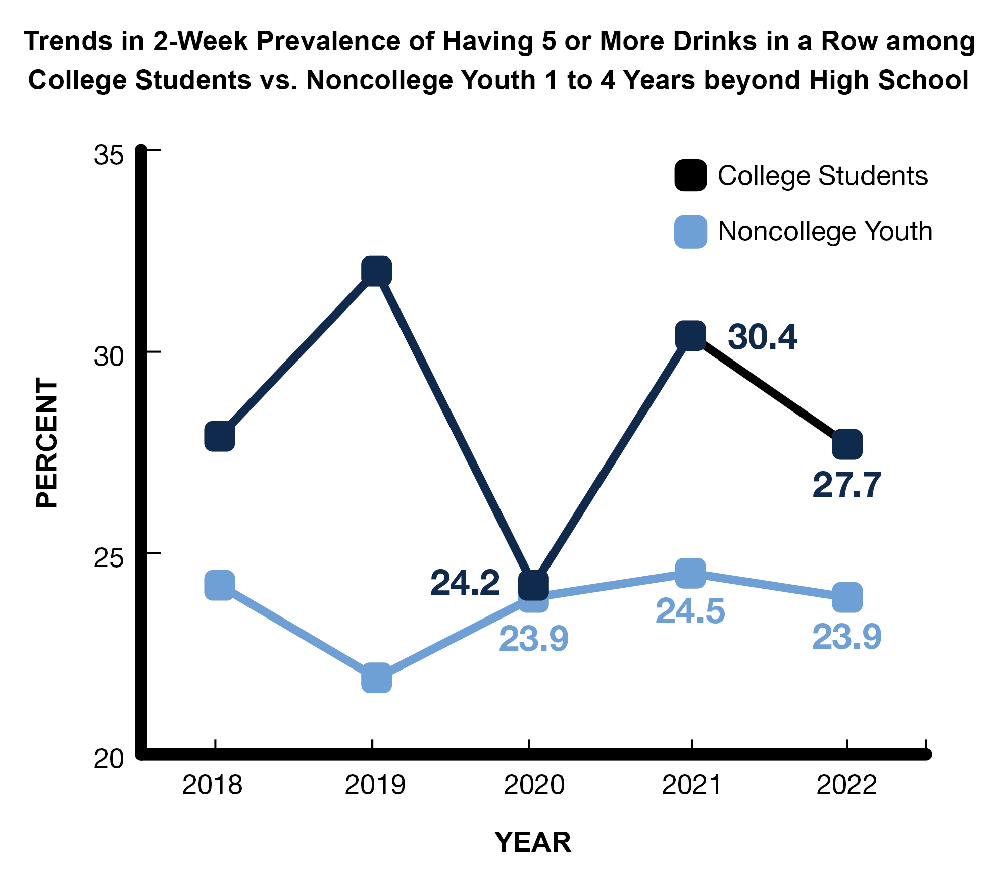 Trends in 2-Week Prevalence of Having 5 or More Drinks in a Row among
College Students vs. Noncollege Youth 1 to 4 Years beyond High School
35
College Students
Noncollege Youth
30
30.4
PERCENT
27.7
25
24.2
24.5
23.9
23.9
20
2018
2019
2020
2021
2022
YEAR